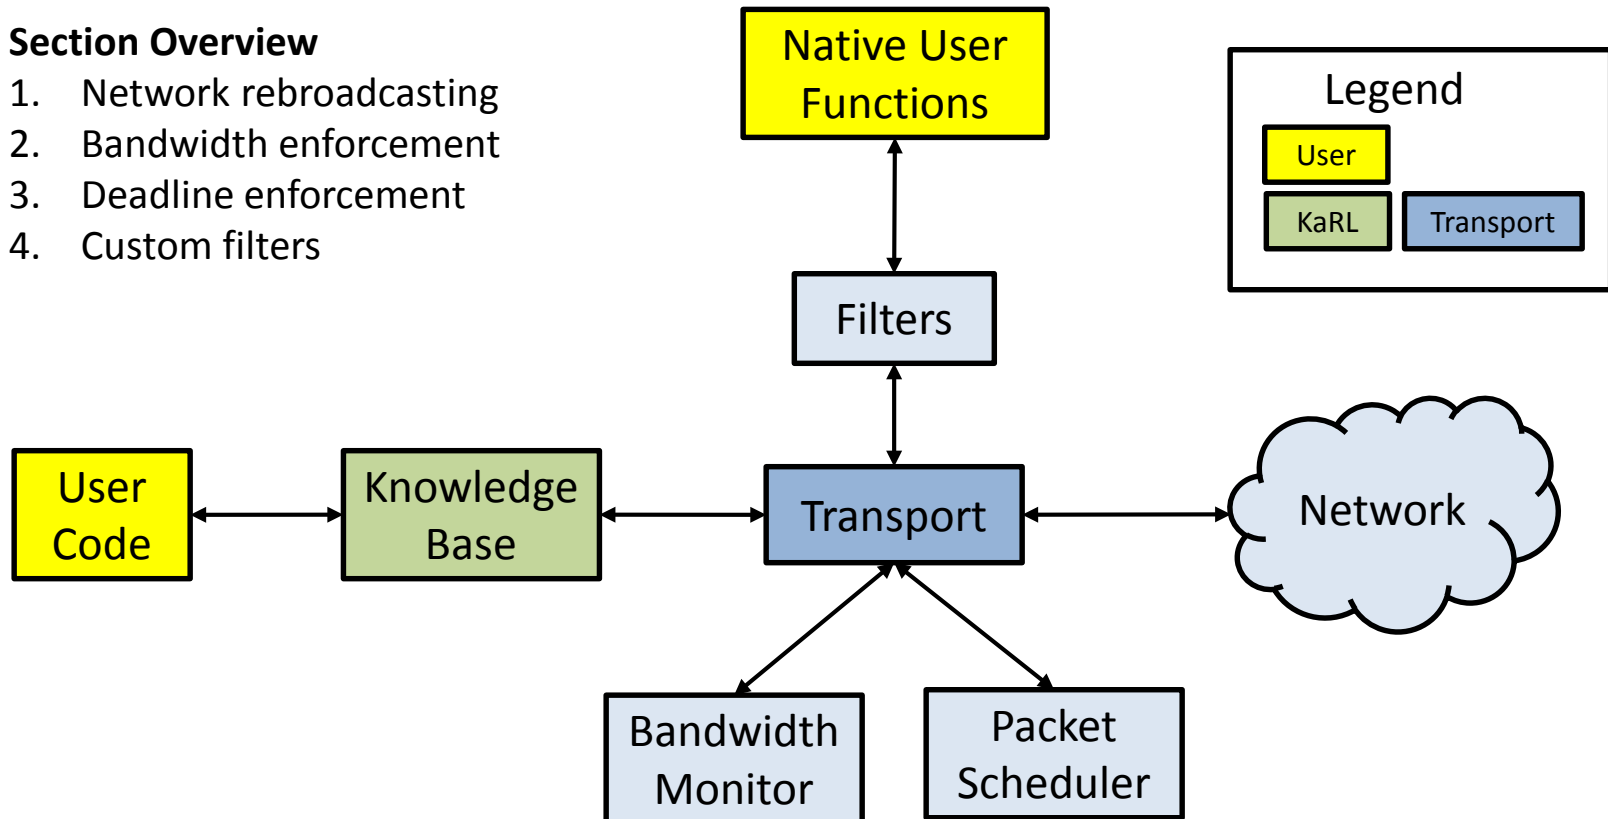 Section Overview
1. Network rebroadcasting
2. Bandwidth enforcement
3. Deadline enforcement
4. Custom filters
Native User
Functions
Legend
User
KaRL
Transport
Filters
User
Code
Knowledge
Base
Transport
Network
Bandwidth
Monitor
Packet
Scheduler